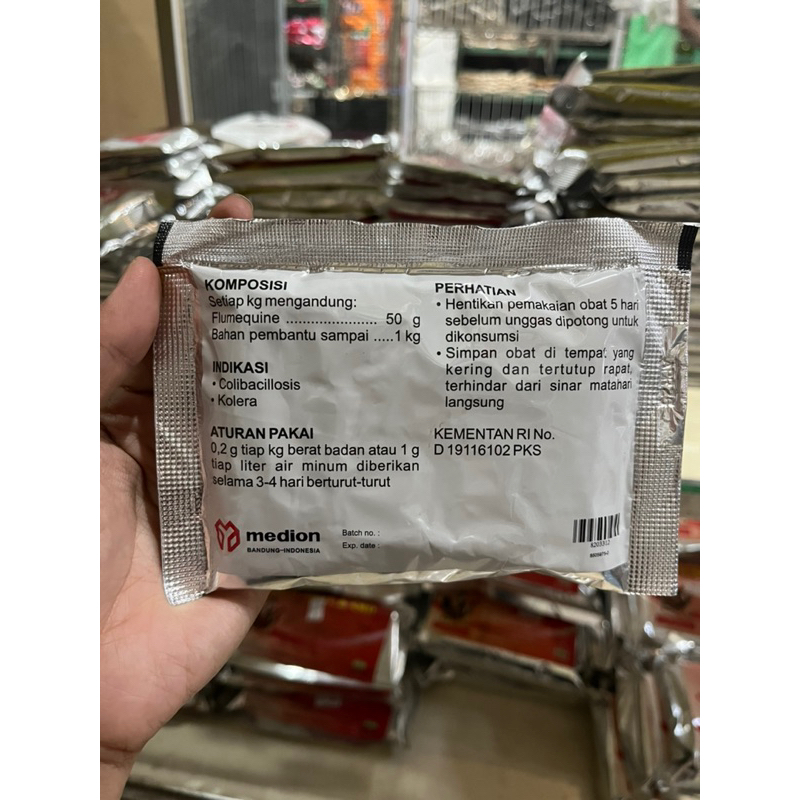 KOMPOSISI
Setiap kg mengandung:
Flumequine ...................... 50 g
Bahan pembantu sampai .....1 kg
INDIKASI
• Colibacillosis
• Kolera
ATURAN PAKAI
0,2 g tiap kg berat badan atau 1 g
tiap liter air minum diberikan
selama 3-4 hari berturut-turut
PERHATIAN
• Hentikan pemakaian obat 5 hari
sebelum unggas dipotong untuk
dikonsumsi
• Simpan obat di tempat yang
kering dan tertutup rapat,
terhindar dari sinar matahari
langsung
KEMENTAN RI No.
D 19116102 PKS
medion
BANDUNG-INDONESIA
Batch no. :
Exp. date :